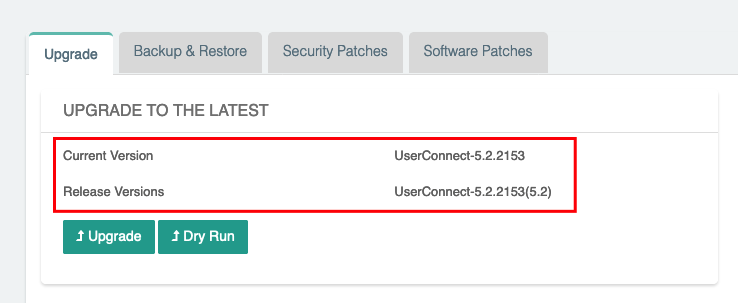 Upgrade Backup & Restore Security Patches Software Patches
UPGRADE TO THE LATEST
Current Version UserConnect-5.2.2153
Release Versions UserConnect-5.2.2153(5.2)
Upgrade Dry Run